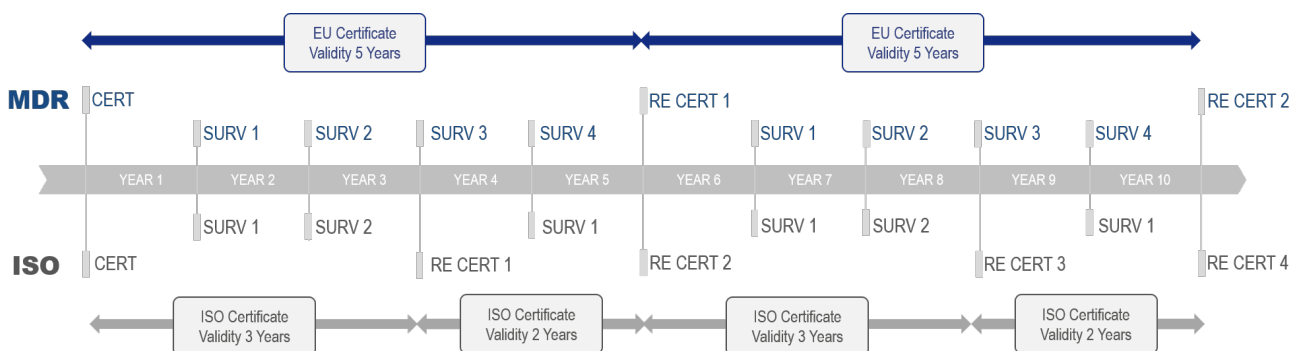 EU Certificate
Validity 5 Years
EU Certificate
Validity 5 Years
MDR CERT RE CERT 1 RE CERT 2
SURV 1 SURV 2 SURV 3 SURV 4 SURV 1 SURV 2 SURV 3 SURV 4
YEAR 1 YEAR 2 YEAR 3 YEAR 4 YEAR 5 YEAR 6 YEAR 7 YEAR 8 YEAR 9 YEAR 10
SURV 1 SURV 2 SURV 1 SURV 1 SURV 2 SURV 1
ISO CERT RE CERT 1 RE CERT 2 RE CERT 3 RE CERT 4
ISO Certificate
Validity 3 Years
ISO Certificate
Validity 2 Years
ISO Certificate
Validity 3 Years
ISO Certificate
Validity 2 Years